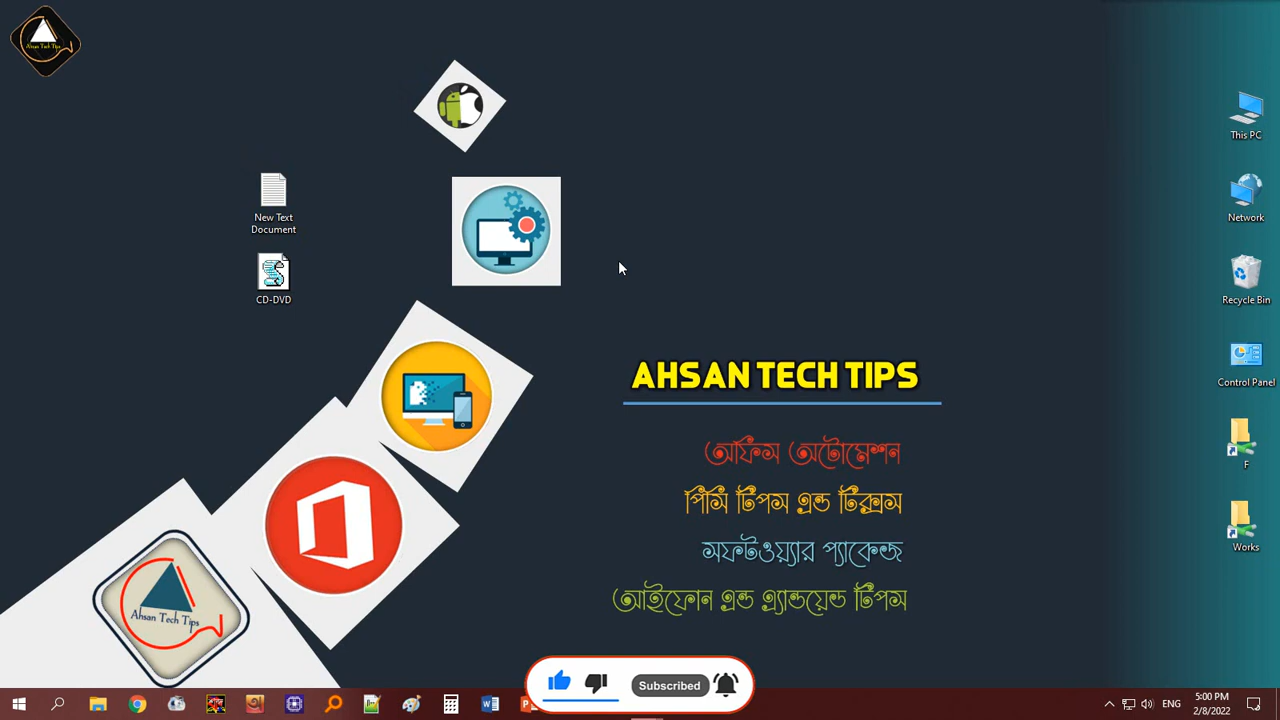 Ahsan Tech Tips
This PC
New Text
Document
Network
CD-DVD
Recycle Bin
AHSAN TECH TIPS
Control Panel
অফিস অটোমেশন
F
পিসি টিপস এন্ড ট্রিক্সস
সফটওয়্যার প্যাকেজ
Works
আইফোন এন্ড এ্যান্ড্রয়েড টিপস
Ahsan Tech Tips
Subscribed
ENG
5:00 PM
2/8/2022